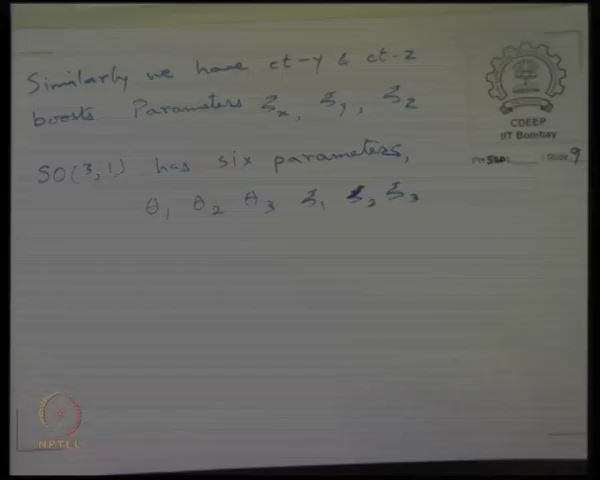 Similarly we have ct-y & ct-z
boosts Parameters ξx, ξy, ξz
SO(3,1) has six parameters,
θ1 θ2 θ3 ξ1 ξ2 ξ3
CDEEP
IIT Bombay
NPTEL